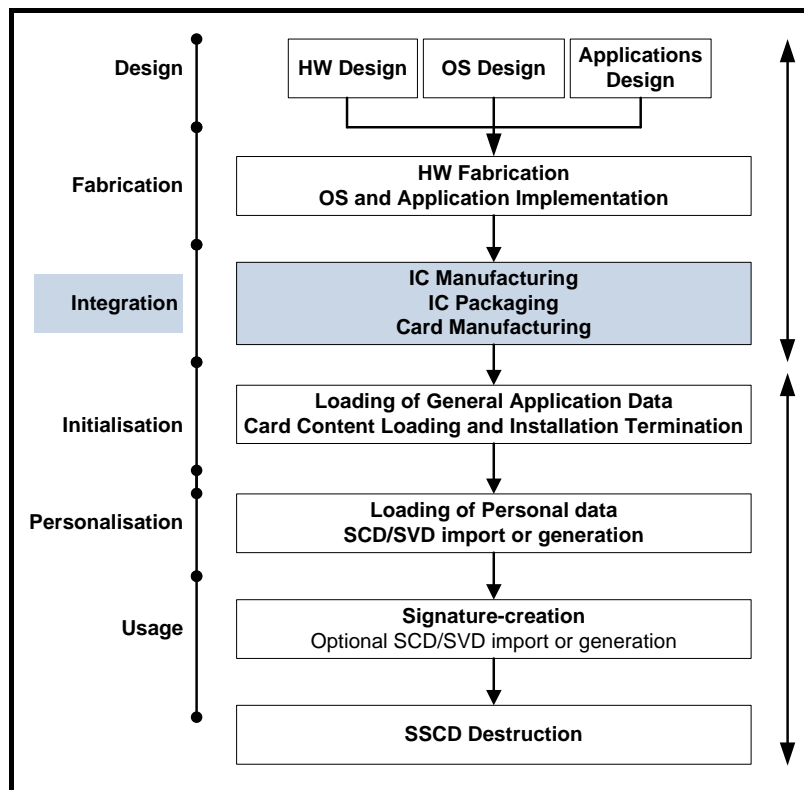 Design
HW Design
OS Design
Applications
Design
Fabrication
HW Fabrication
OS and Application Implementation
Integration
IC Manufacturing
IC Packaging
Card Manufacturing
Initialisation
Loading of General Application Data
Card Content Loading and Installation Termination
Personalisation
Loading of Personal data
SCD/SVD import or generation
Usage
Signature-creation
Optional SCD/SVD import or generation
SSCD Destruction